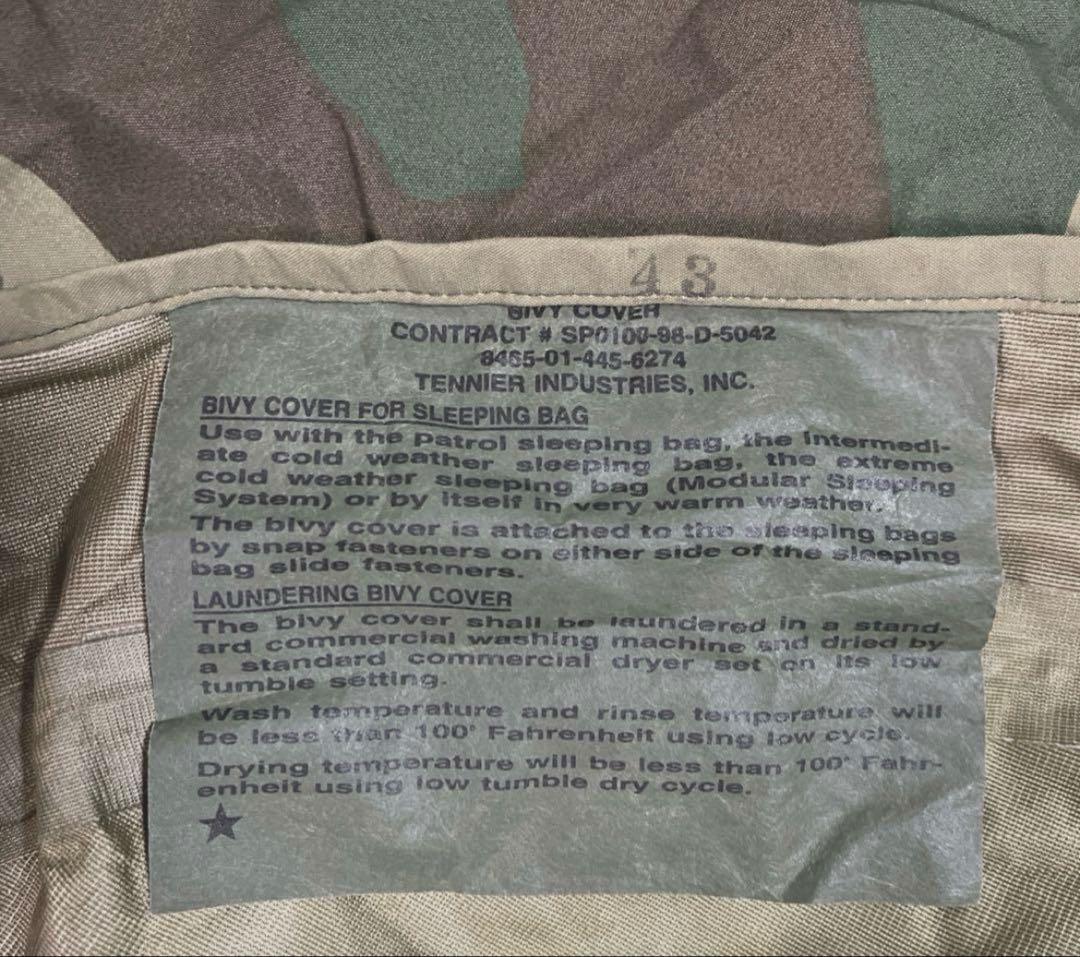 43
BIVY COVER
CONTRACT # SP0100-98-D-5042
8465-01-445-6274
TENNIER INDUSTRIES, INC.
BIVY COVER FOR SLEEPING BAG
Use with the patrol sleeping bag, the intermedi-
ate cold weather sleeping bag, the extreme
cold weather sleeping bag (Modular Sleeping
System) or by itself in very warm weather.
The bivy cover is attached to the sleeping bags
by snap fasteners on either side of the sleeping
bag slide fasteners.
LAUNDERING BIVY COVER
The bivy cover shall be laundered in a stand-
ard commercial washing machine and dried by
a standard commercial dryer set on its low
tumble setting.
Wash temperature and rinse temperature will
be less than 100° Fahrenheit using low cycle.
Drying temperature will be less than 100° Fahr-
enheit using low tumble dry cycle.